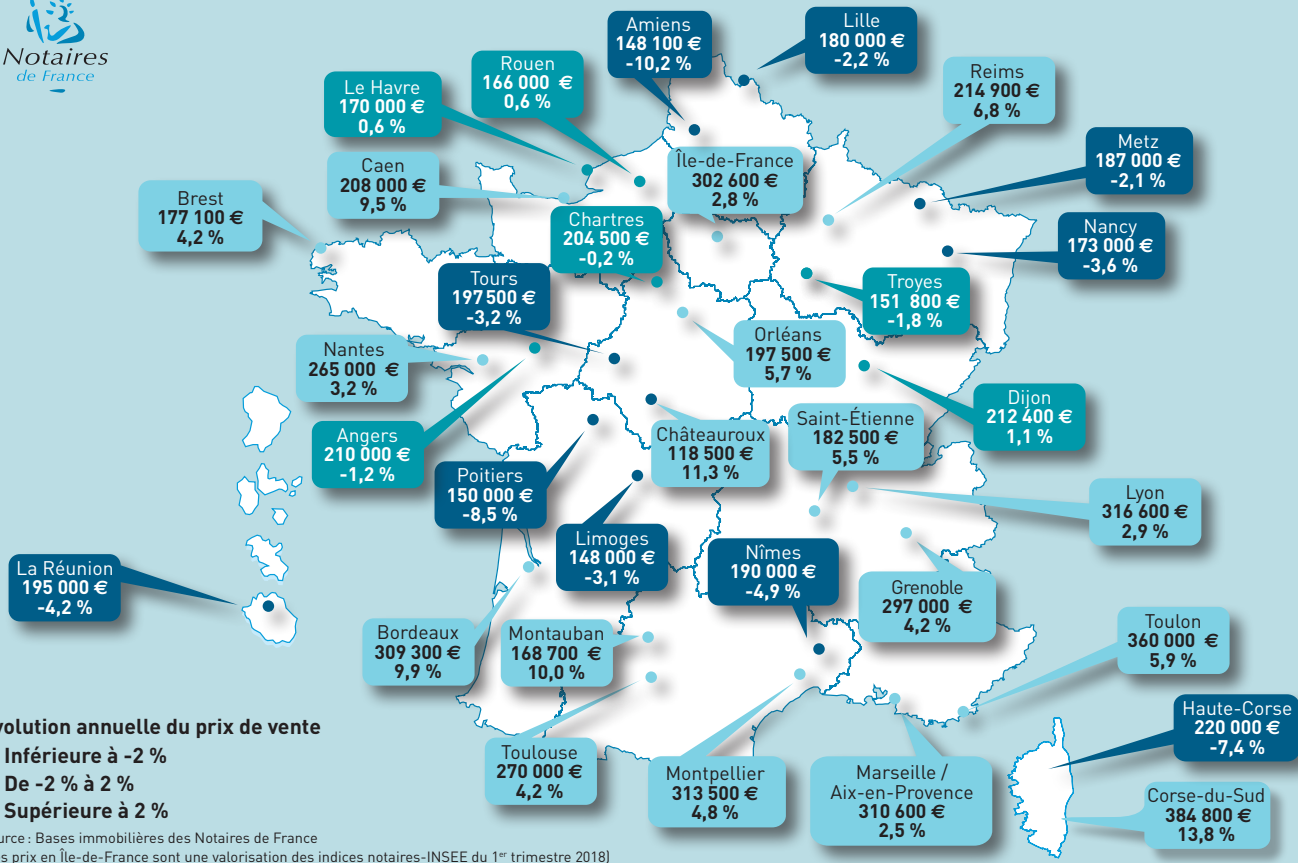 Notaires
de France
Amiens
148 100 €
-10,2 %
Lille
180 000 €
-2,2 %
Rouen
166 000 €
0,6 %
Reims
214 900 €
6,8 %
Le Havre
170 000 €
0,6 %
Metz
187 000 €
-2,1 %
Caen
208 000 €
9,5 %
Île-de-France
302 600 €
2,8 %
Brest
177 100 €
4,2 %
Chartres
204 500 €
-0,2 %
Nancy
173 000 €
-3,6 %
Tours
197 500 €
-3,2 %
Troyes
151 800 €
-1,8 %
Orléans
197 500 €
5,7 %
Nantes
265 000 €
3,2 %
Dijon
212 400 €
1,1 %
Angers
210 000 €
-1,2 %
Châteauroux
118 500 €
11,3 %
Saint-Étienne
182 500 €
5,5 %
Poitiers
150 000 €
-8,5 %
Lyon
316 600 €
2,9 %
Limoges
148 000 €
-3,1 %
Nîmes
190 000 €
-4,9 %
La Réunion
195 000 €
-4,2 %
Grenoble
297 000 €
4,2 %
Bordeaux
309 300 €
9,9 %
Montauban
168 700 €
10,0 %
Toulon
360 000 €
5,9 %
Haute-Corse
220 000 €
-7,4 %
Toulouse
270 000 €
4,2 %
Montpellier
313 500 €
4,8 %
Marseille /
Aix-en-Provence
310 600 €
2,5 %
Corse-du-Sud
384 800 €
13,8 %
volution annuelle du prix de vente
Inférieure à -2 %
De -2 % à 2 %
Supérieure à 2 %
urce : Bases immobilières des Notaires de France
s prix en Île-de-France sont une valorisation des indices notaires-INSEE du 1er trimestre 2018)